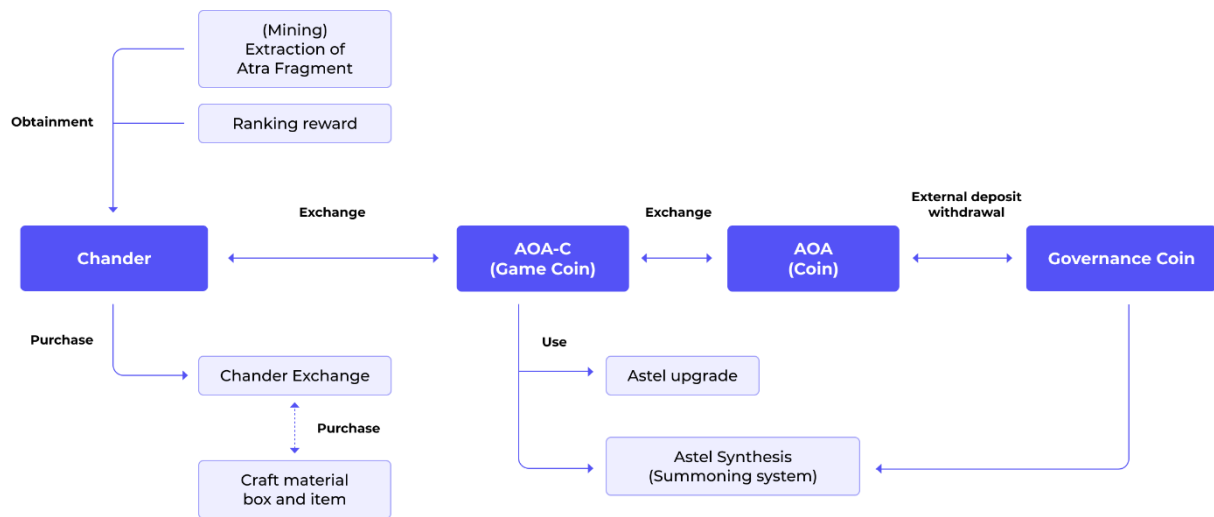 (Mining)
Extraction of
Atra Fragment
Obtainment
Ranking reward
Exchange
Exchange
External deposit
withdrawal
Chander
AOA-C
(Game Coin)
AOA
(Coin)
Governance Coin
Purchase
Use
Chander Exchange
Astel upgrade
Purchase
Craft material
box and item
Astel Synthesis
(Summoning system)